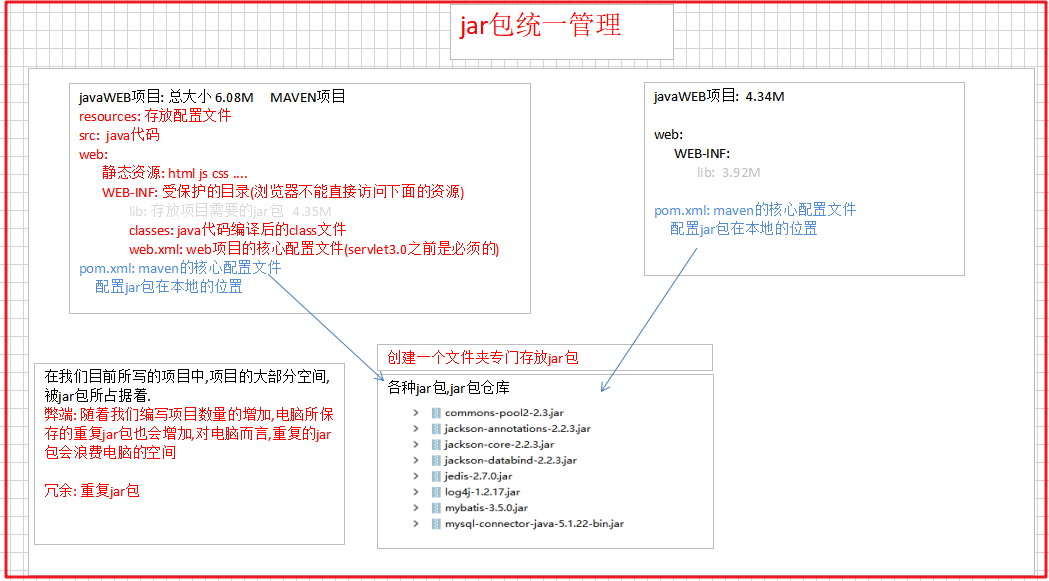 jar包统一管理
javaWEB项目: 总大小 6.08M MAVEN项目
resources: 存放配置文件
src: java代码
web:
静态资源: html js css ....
WEB-INF: 受保护的目录(浏览器不能直接访问下面的资源)
lib: 存放项目需要的jar包 4.35M
classes: java代码编译后的class文件
web.xml: web项目的核心配置文件(servlet3.0之前是必须的)
pom.xml: maven的核心配置文件
配置jar包在本地的位置
javaWEB项目: 4.34M
web:
WEB-INF:
lib: 3.92M
pom.xml: maven的核心配置文件
配置jar包在本地的位置
在我们目前所写的项目中,项目的大部分空间,
被jar包所占据着.
弊端: 随着我们编写项目数量的增加,电脑所保
存的重复jar包也会增加,对电脑而言,重复的jar
包会浪费电脑的空间
冗余: 重复jar包
创建一个文件夹专门存放jar包
各种jar包,jar包仓库
commons-pool2-2.3.jar
jackson-annotations-2.2.3.jar
jackson-core-2.2.3.jar
jackson-databind-2.2.3.jar
jedis-2.7.0.jar
log4j-1.2.17.jar
mybatis-3.5.0.jar
mysql-connector-java-5.1.22-bin.jar